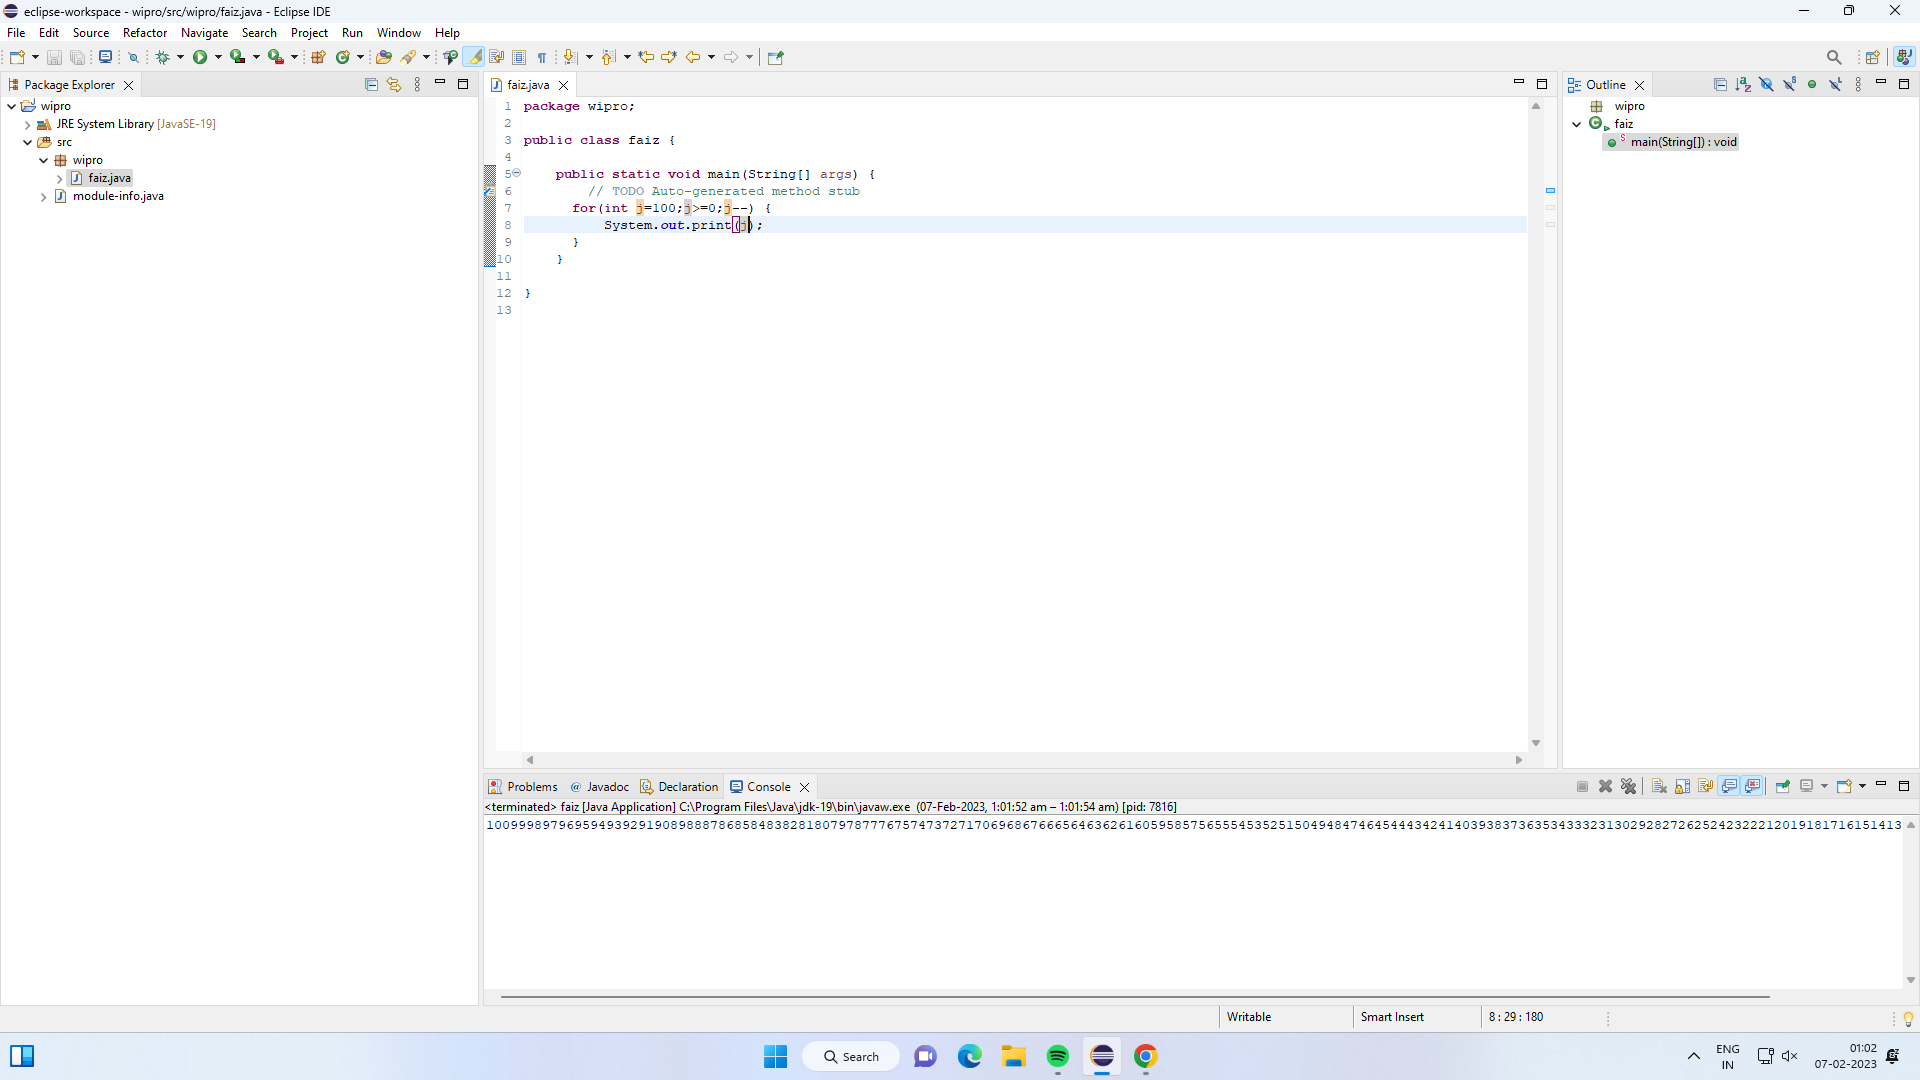 eclipse-workspace - wipro/src/wipro/faiz.java - Eclipse IDE
File Edit Source Refactor Navigate Search Project Run Window Help
Package Explorer
wipro
JRE System Library [JavaSE-19]
src
wipro
faiz.java
module-info.java
faiz.java
1 package wipro;
2
3 public class faiz {
4
5 public static void main(String[] args) {
6 // TODO Auto-generated method stub
7 for(int j=100;j>=0;j--) {
8 System.out.print(j);
9 }
10 }
11
12 }
13
Outline
wipro
faiz
main(String[]) : void
Problems Javadoc Declaration Console
<terminated> faiz [Java Application] C:\Program Files\Java\jdk-19\bin\javaw.exe (07-Feb-2023, 1:01:52 am – 1:01:54 am) [pid: 7816]
100999897969594939291908988878685848382818079787776757473727170696867666564636261605958575655545352515049484746454443424140393837363534333231302928272625242322212019181716151413
Writable Smart Insert 8 : 29 : 180
Search
ENG
IN
01:02
07-02-2023